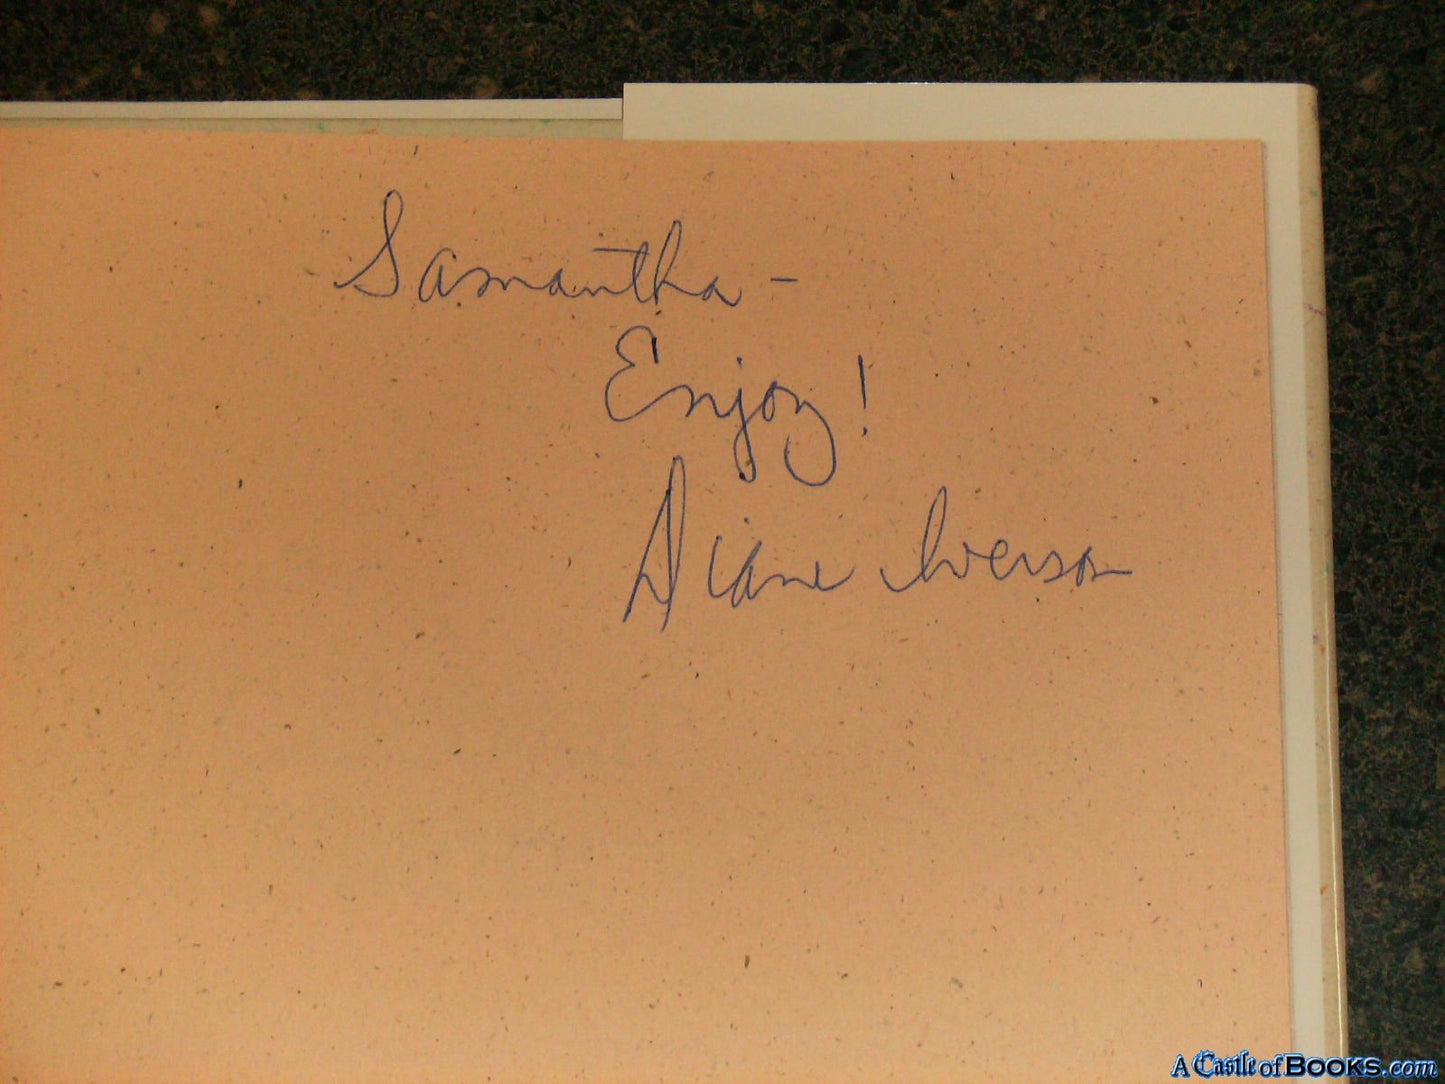 Samantha -
Enjoy!
Diane Iverson
A Castle of BOOKS.com